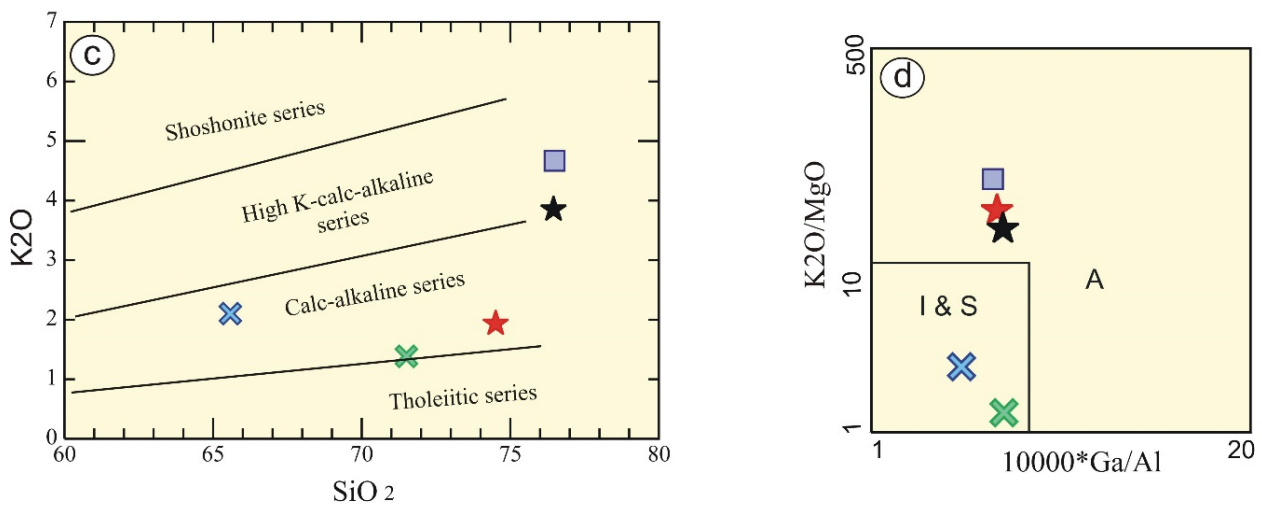 c
7
6
5
4
3
2
1
0
K2O
Shoshonite series
High K-calc-alkaline
series
Calc-alkaline series
Tholeiitic series
60
65
70
75
80
SiO 2
d
500
10
1
K2O/MgO
A
I & S
1
20
10000*Ga/Al